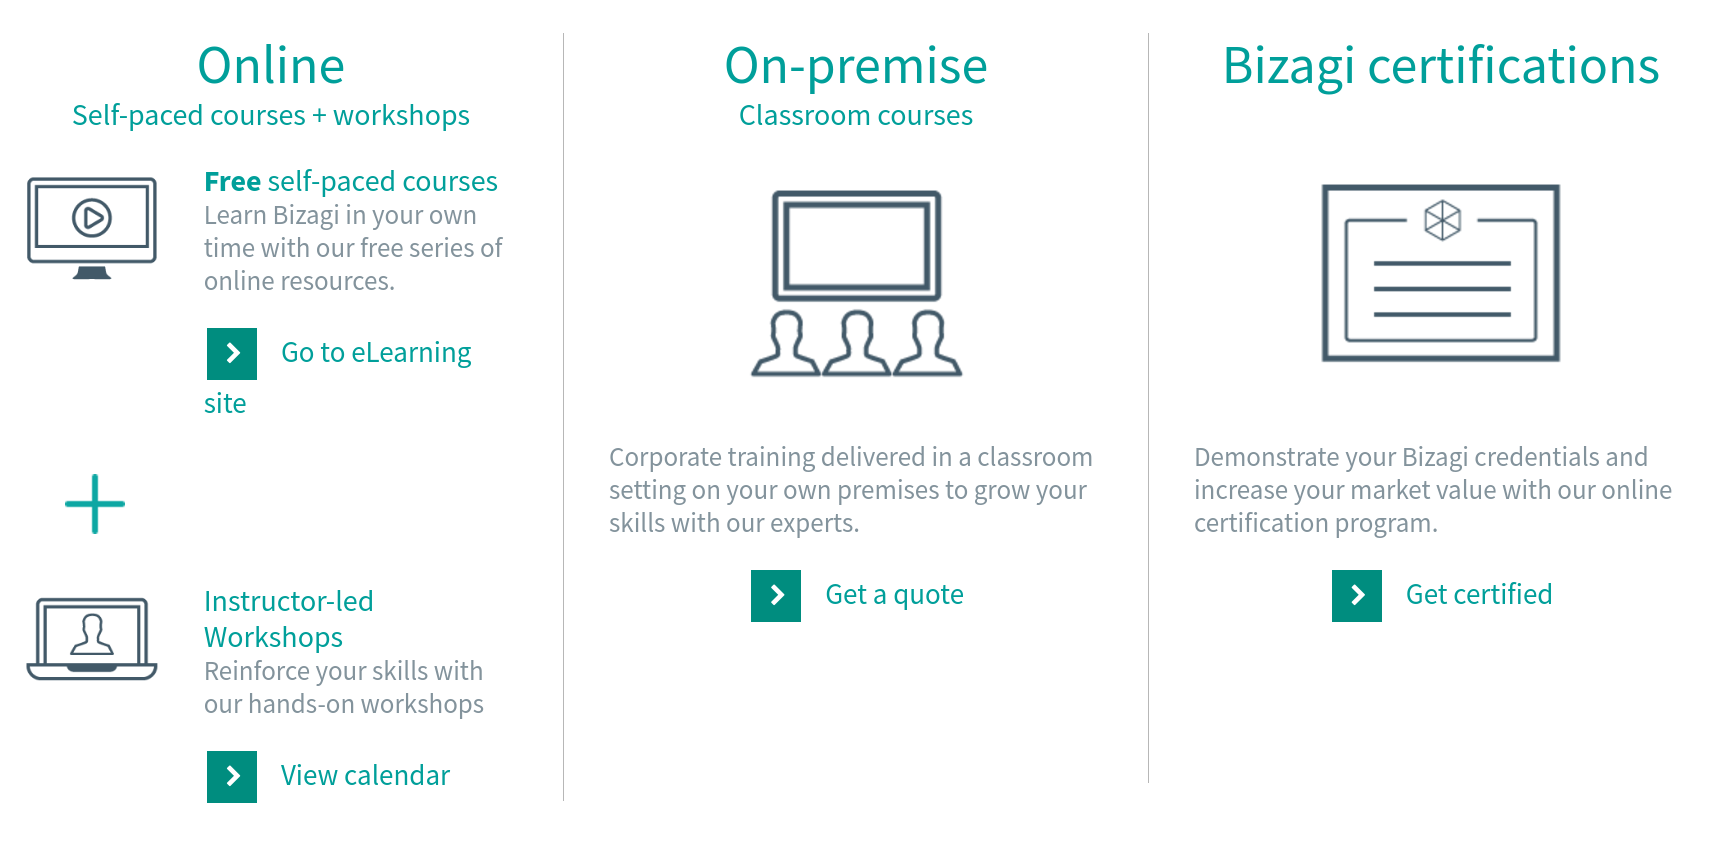 Online
Self-paced courses + workshops
Free self-paced courses
Learn Bizagi in your own
time with our free series of
online resources.
Go to eLearning
site
Instructor-led
Workshops
Reinforce your skills with
our hands-on workshops
View calendar
On-premise
Classroom courses
Corporate training delivered in a classroom
setting on your own premises to grow your
skills with our experts.
Get a quote
Bizagi certifications
Demonstrate your Bizagi credentials and
increase your market value with our online
certification program.
Get certified